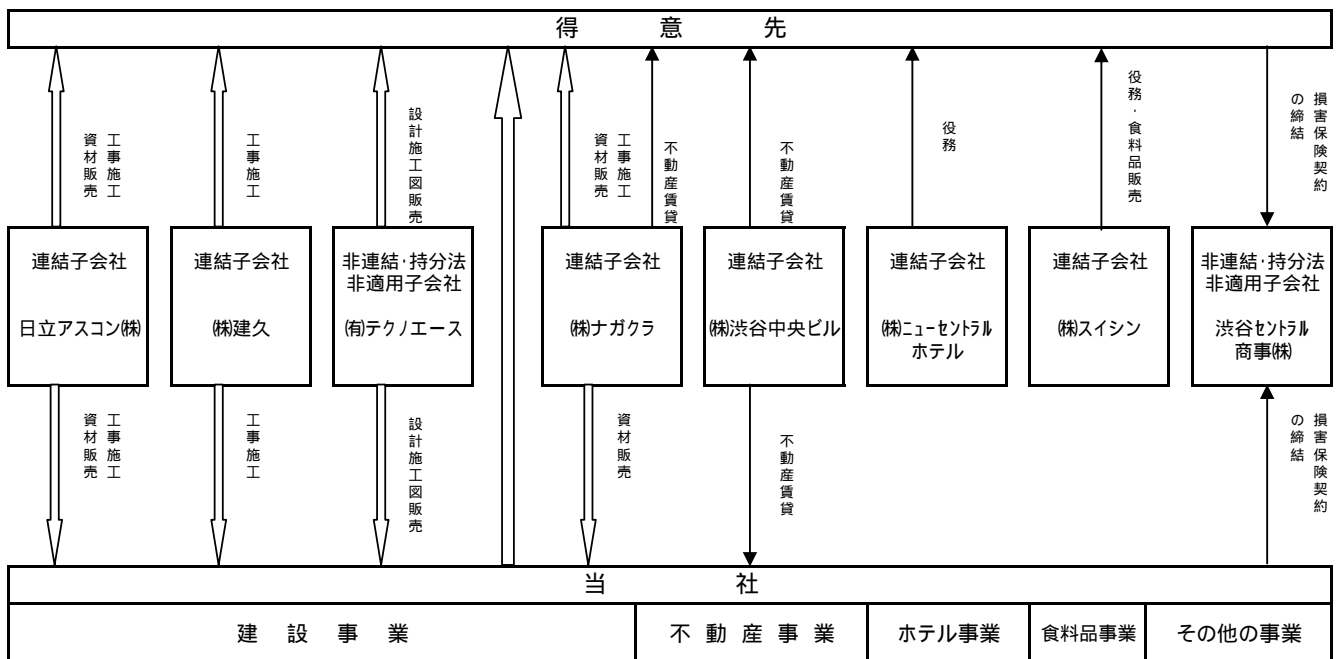 得意先
工事施工
資材販売
工事施工
設計施工図販売
工事施工
資材販売
不動産賃貸
不動産賃貸
役務
役務・食料品販売
損害保険契約
の締結
連結子会社
日立アスコン㈱
連結子会社
㈱建久
非連結・持分法
非適用子会社
㈲テクノエース
連結子会社
㈱ナガクラ
連結子会社
㈱渋谷中央ビル
連結子会社
㈱ニューセントラル
ホテル
連結子会社
㈱スイシン
非連結・持分法
非適用子会社
渋谷セントラル
商事㈱
工事施工
資材販売
工事施工
設計施工図販売
資材販売
不動産賃貸
損害保険契約
の締結
当社
建設事業
不動産事業
ホテル事業
食料品事業
その他の事業